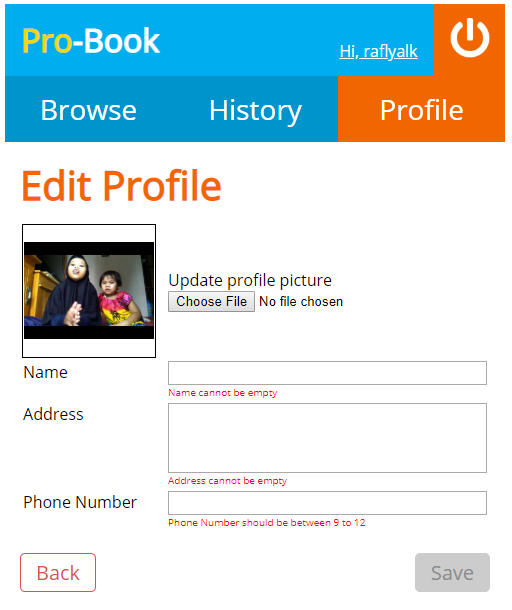 Pro-Book
Hi, raflyalk
Browse History Profile
Edit Profile
Update profile picture
Choose File No file chosen
Name
Name cannot be empty
Address
Address cannot be empty
Phone Number
Phone Number should be between 9 to 12
Back Save